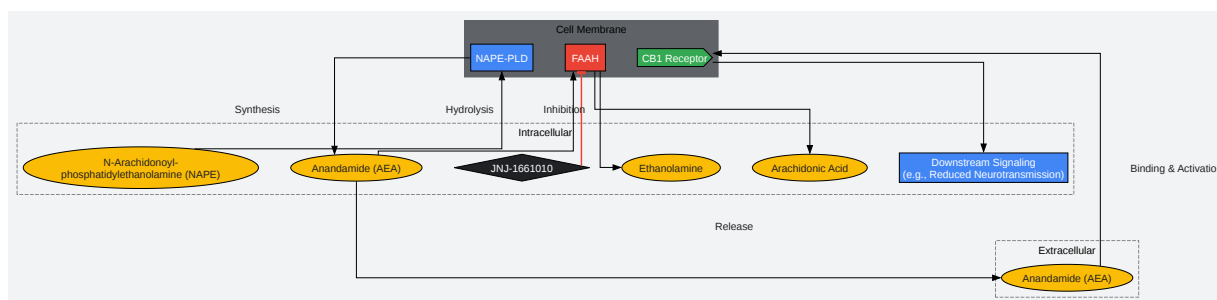 Cell Membrane
NAPE-PLD
FAAH
CB1 Receptor
Synthesis
Hydrolysis
Inhibition
Intracellular
N-Arachidonoyl-
phosphatidylethanolamine (NAPE)
Anandamide (AEA)
JNJ-1661010
Ethanolamine
Arachidonic Acid
Downstream Signaling
(e.g., Reduced Neurotransmission)
Binding & Activatio
Release
Extracellular
Anandamide (AEA)